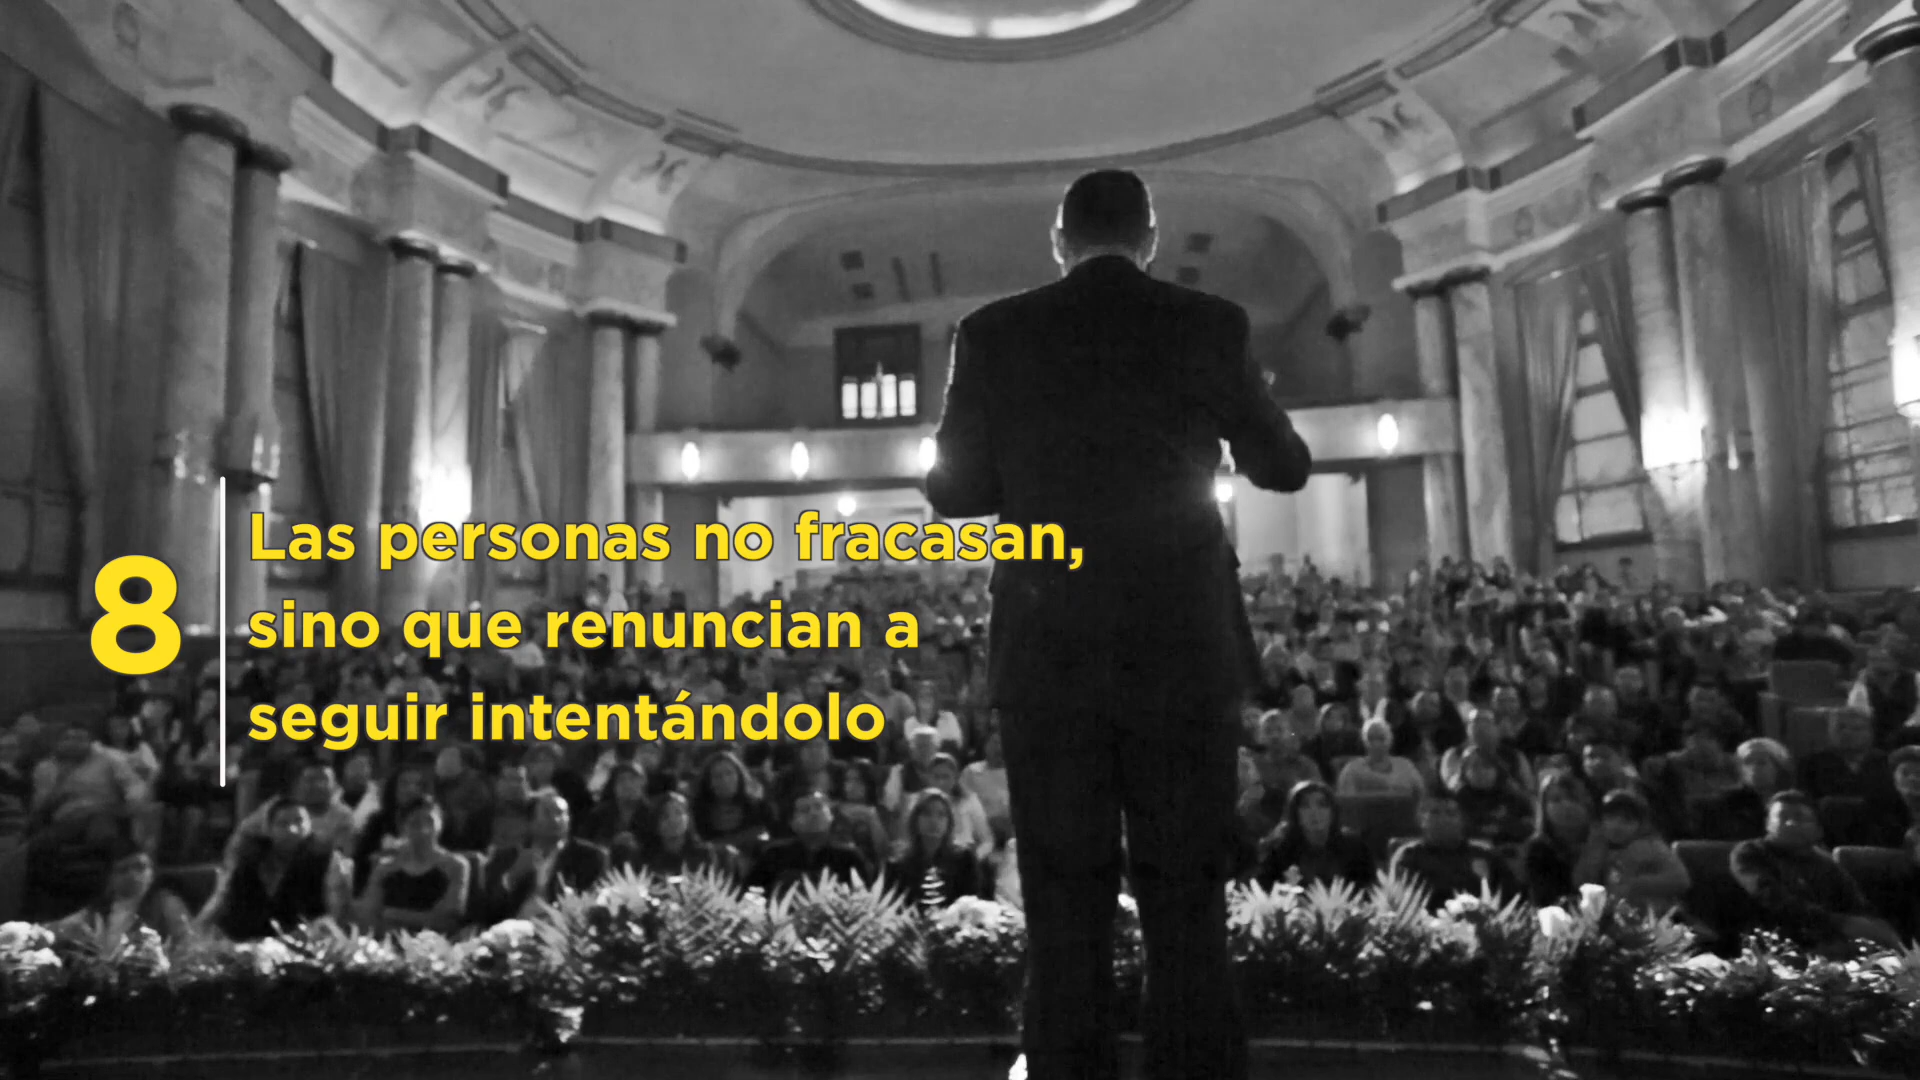 8
Las personas no fracasan,
sino que renuncian a
seguir intentándolo